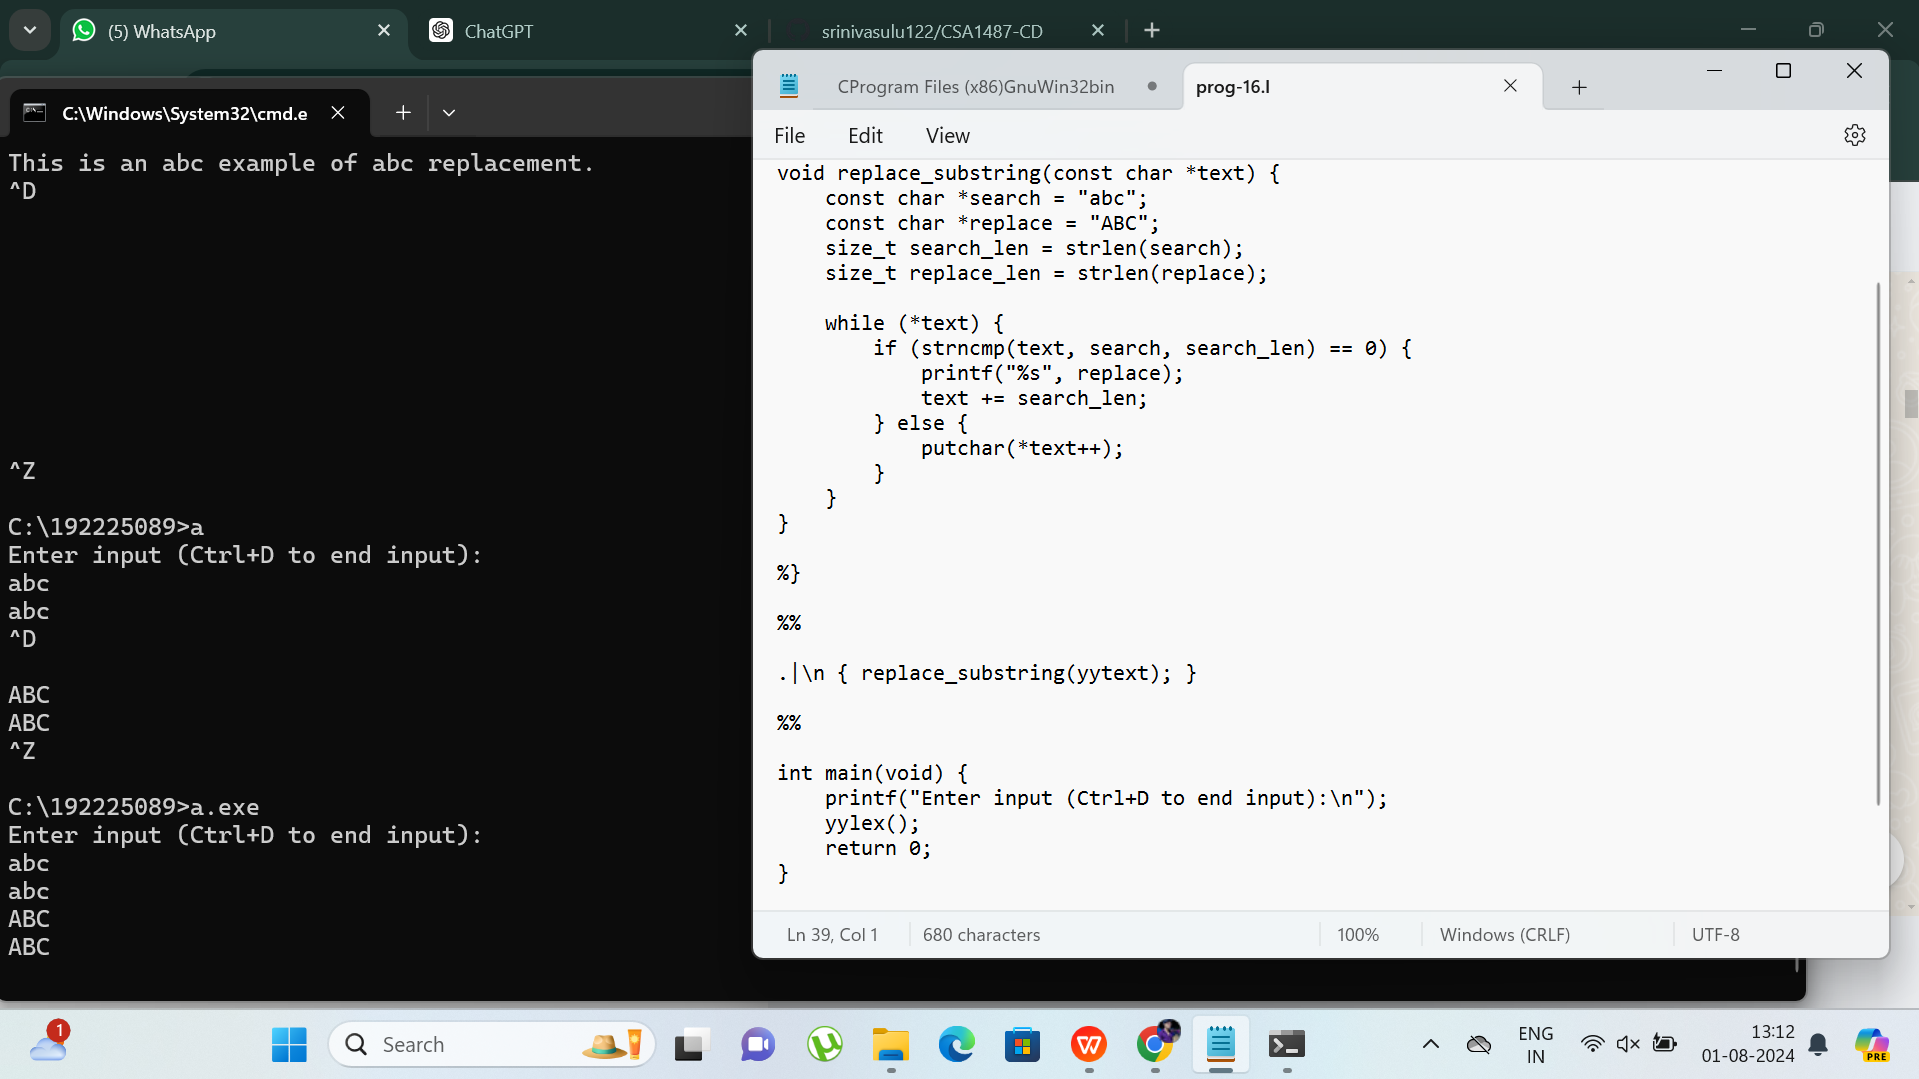 (5) WhatsApp
ChatGPT
srinivasulu122/CSA1487-CD
C:\Windows\System32\cmd.e
This is an abc example of abc replacement.
^D
^Z
C:\192225089>a
Enter input (Ctrl+D to end input):
abc
abc
^D
ABC
ABC
^Z
C:\192225089>a.exe
Enter input (Ctrl+D to end input):
abc
abc
ABC
ABC
CProgram Files (x86)GnuWin32bin
prog-16.l
File Edit View
void replace_substring(const char *text) {
    const char *search = "abc";
    const char *replace = "ABC";
    size_t search_len = strlen(search);
    size_t replace_len = strlen(replace);
    while (*text) {
        if (strncmp(text, search, search_len) == 0) {
            printf("%s", replace);
            text += search_len;
        } else {
            putchar(*text++);
        }
    }
}
%}
%%
.|\n { replace_substring(yytext); }
%%
int main(void) {
    printf("Enter input (Ctrl+D to end input):\n");
    yylex();
    return 0;
}
Ln 39, Col 1
680 characters
100%
Windows (CRLF)
UTF-8
1
Search
ENG
IN
13:12
01-08-2024
PRE